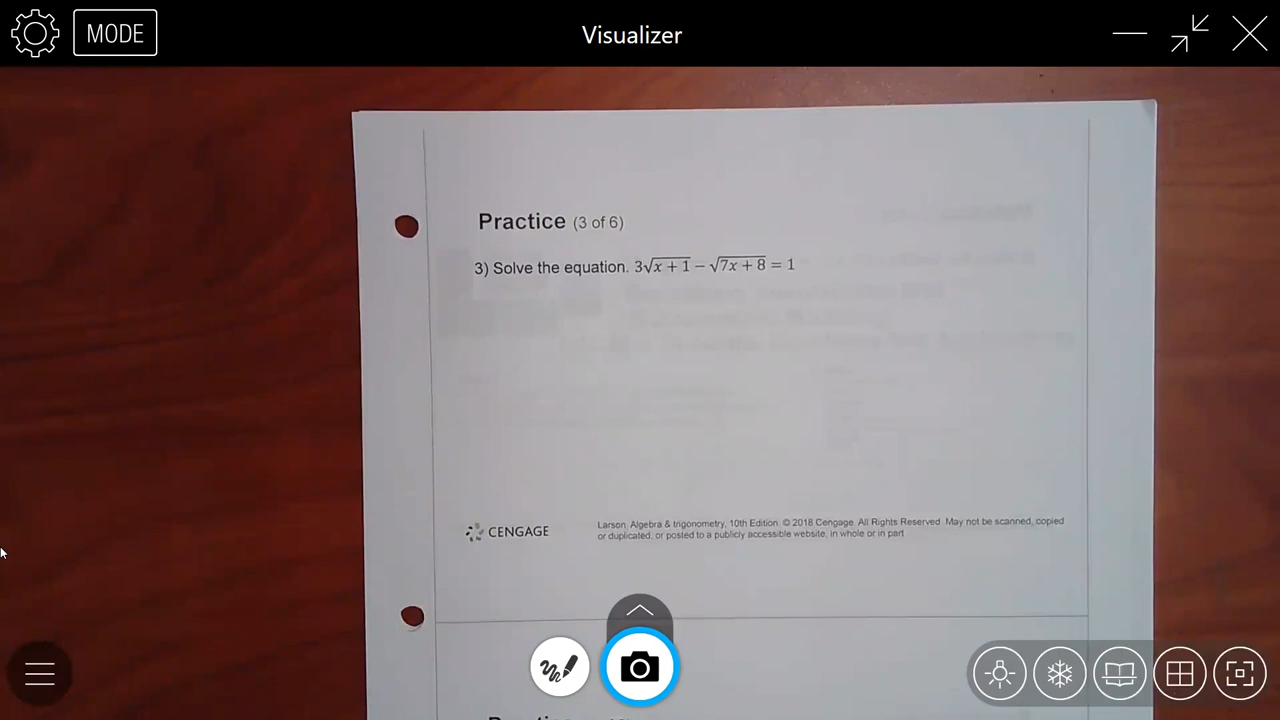 MODE
Visualizer
Practice (3 of 6)
3) Solve the equation. 3√x + 1 − √7x + 8 = 1
CENGAGE
Larson, Algebra & trigonometry, 10th Edition. © 2018 Cengage. All Rights Reserved. May not be scanned, copied
or duplicated, or posted to a publicly accessible website, in whole or in part